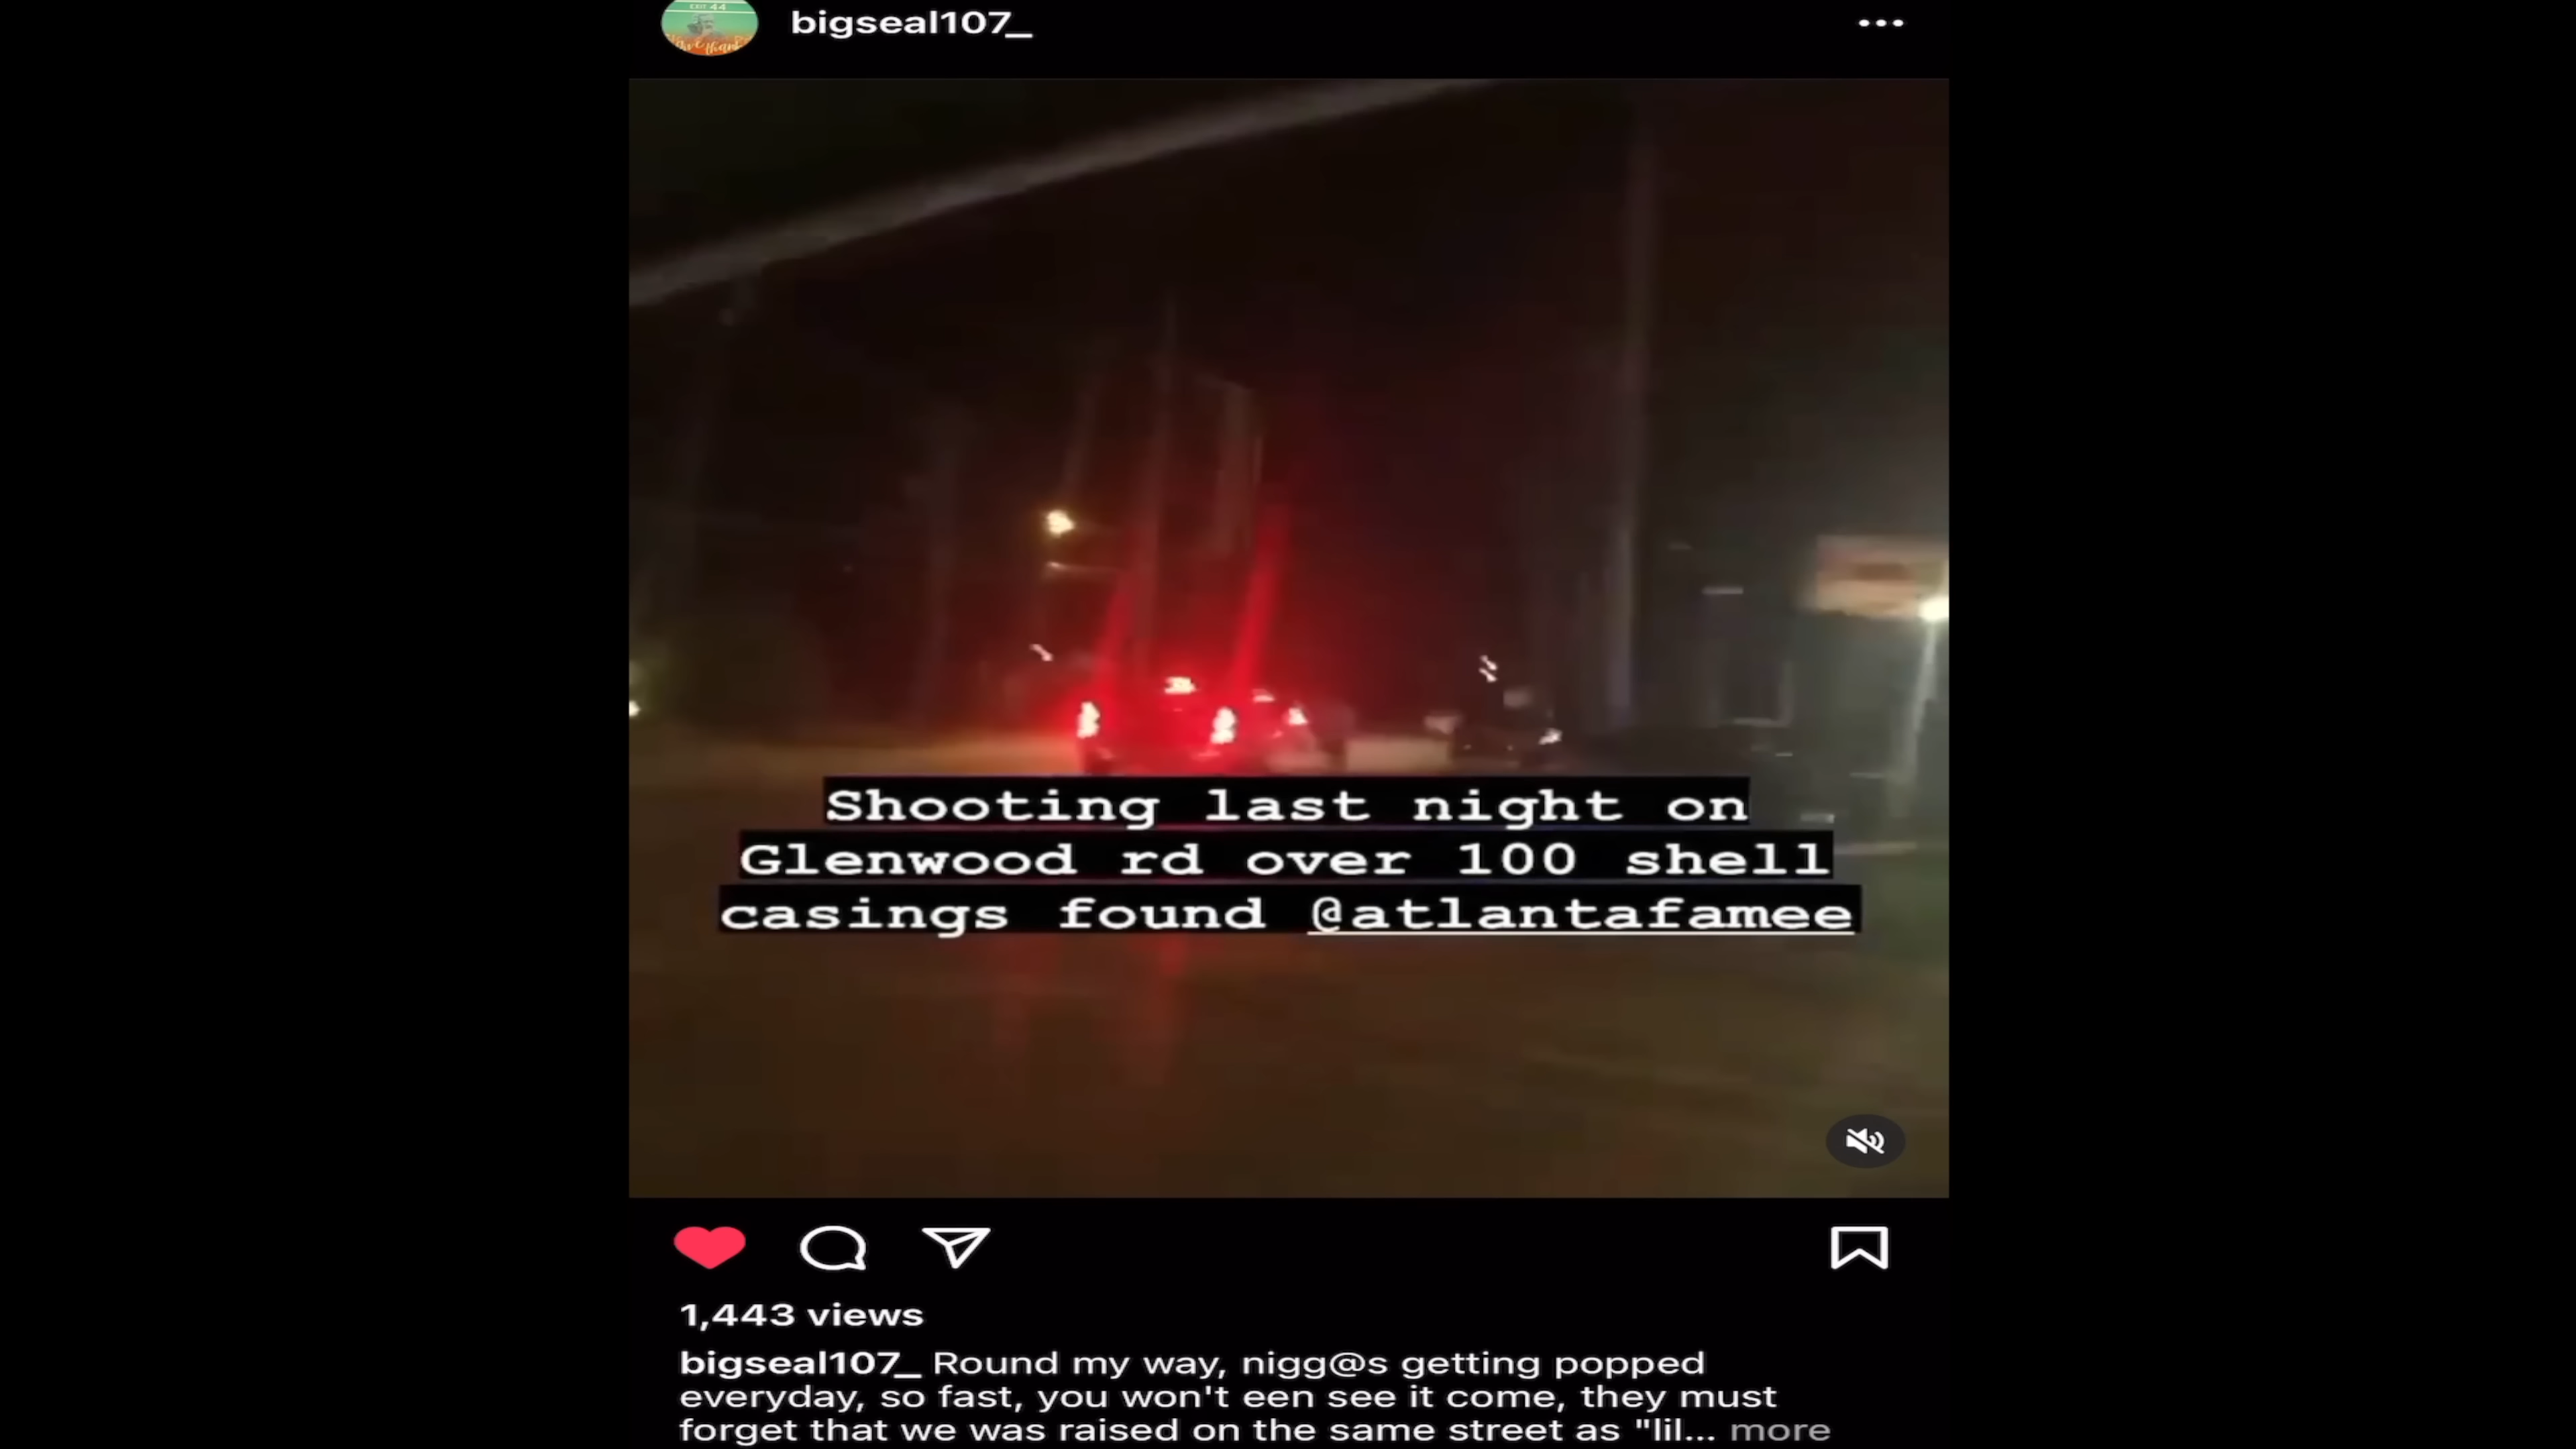 EXIT 44
bigseal107_
Shooting last night on
Glenwood rd over 100 shell
casings found @atlantafamee
1,443 views
bigseal107_ Round my way, nigg@s getting popped
everyday, so fast, you won't een see it come, they must
forget that we was raised on the same street as "lil... more